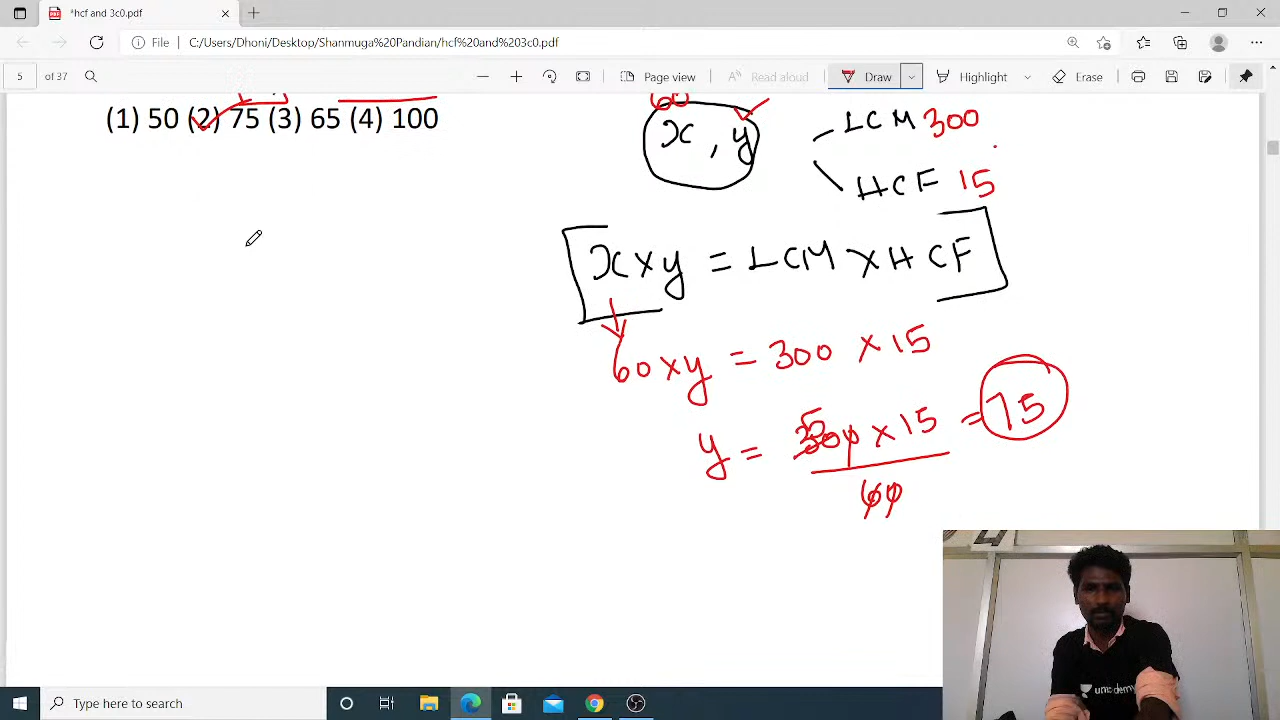 *hcf and 3c0.pdf
File
C:/Users/Dhoni/Desktop/Shanmuga%20Pandian/hcf%20and%203c0.pdf
5 of 37
Page view
Read aloud
Draw
Highlight
Erase
(1) 50 (2) 75 (3) 65 (4) 100
60
x , y
LCM 300
HCF 15
x × y = LCM × HCF
60 × y = 300 × 15
5
y = 300 × 15 = 75
60
Type here to search